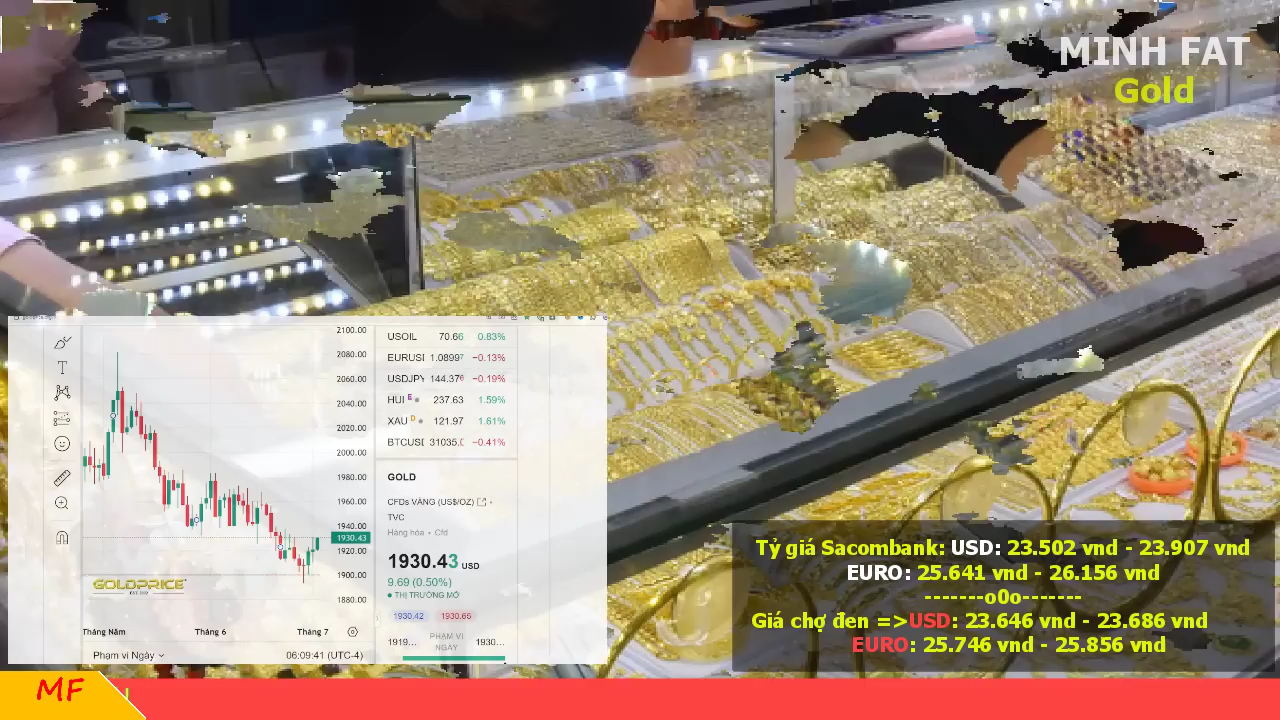 MINH FAT
Gold
2100.00
2080.00
2060.00
2040.00
2020.00
2000.00
1980.00
1960.00
1940.00
1930.43
1920.00
1900.00
1880.00
GOLDPRICE
Tháng Năm Tháng 6 Tháng 7
Phạm vi Ngày 06:09:41 (UTC-4)
USOIL 70.66 0.83%
EURUSI 1.08997 −0.13%
USDJPY 144.376 −0.19%
HUI E 237.63 1.59%
XAU D 121.97 1.61%
BTCUSI 31035.0 −0.41%
GOLD
CFDs VÀNG (US$/OZ)
TVC
Hàng hóa • Cfd
1930.43 USD
9.69 (0.50%)
THỊ TRƯỜNG MỞ
1930.42 1930.65
1919... PHẠM VI NGÀY 1930...
Tỷ giá Sacombank: USD: 23.502 vnd - 23.907 vnd
EURO: 25.641 vnd - 26.156 vnd
-------o0o-------
Giá chợ đen =>USD: 23.646 vnd - 23.686 vnd
EURO: 25.746 vnd - 25.856 vnd
MF